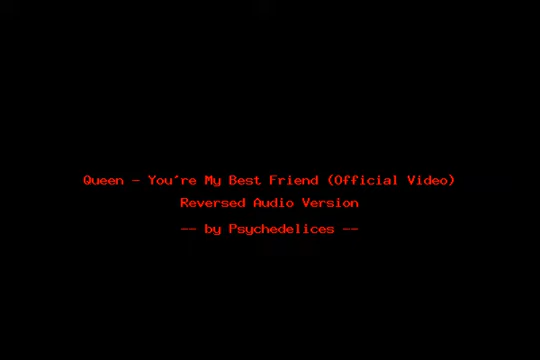 Queen - You're My Best Friend (Official Video)
Reversed Audio Version
-- by Psychedelices --